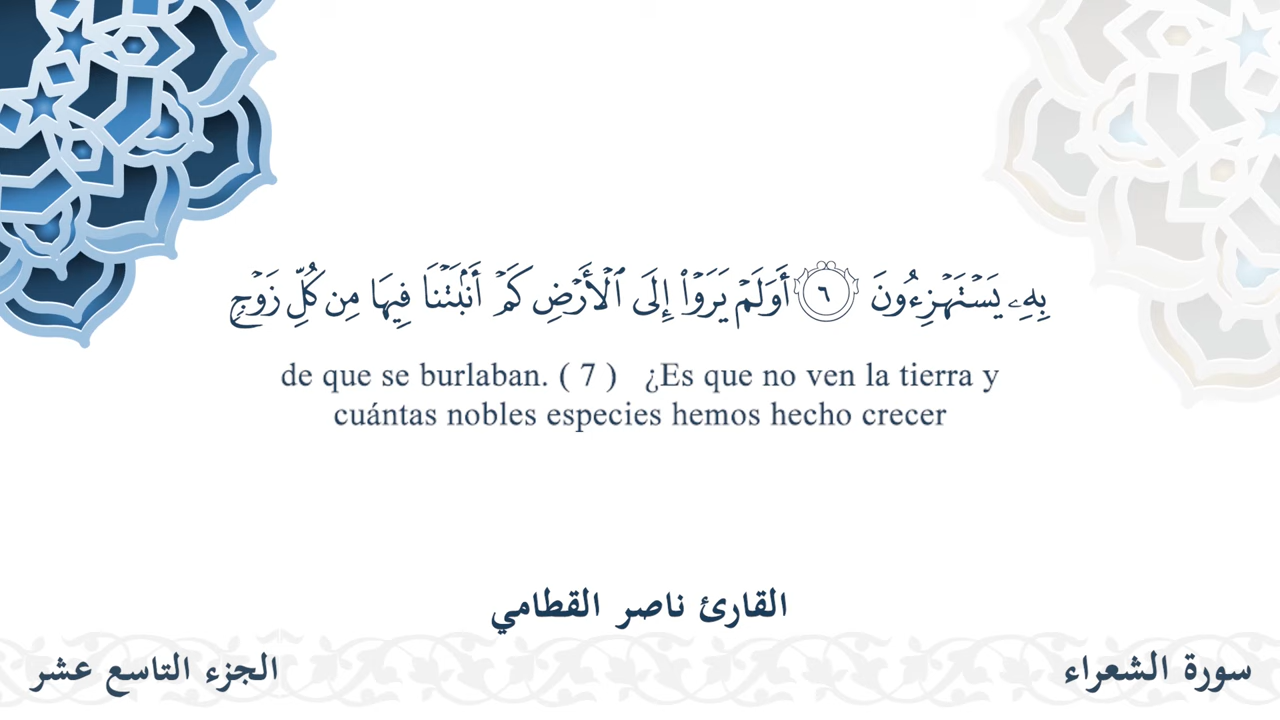 بِهِۦ يَسْتَهْزِءُونَ ٦ أَوَلَمْ يَرَوْا۟ إِلَى ٱلْأَرْضِ كَمْ أَنۢبَتْنَا فِيهَا مِن كُلِّ زَوْجٍ
de que se burlaban. ( 7 ) ¿Es que no ven la tierra y
cuántas nobles especies hemos hecho crecer
القارئ ناصر القطامي
سورة الشعراء
الجزء التاسع عشر